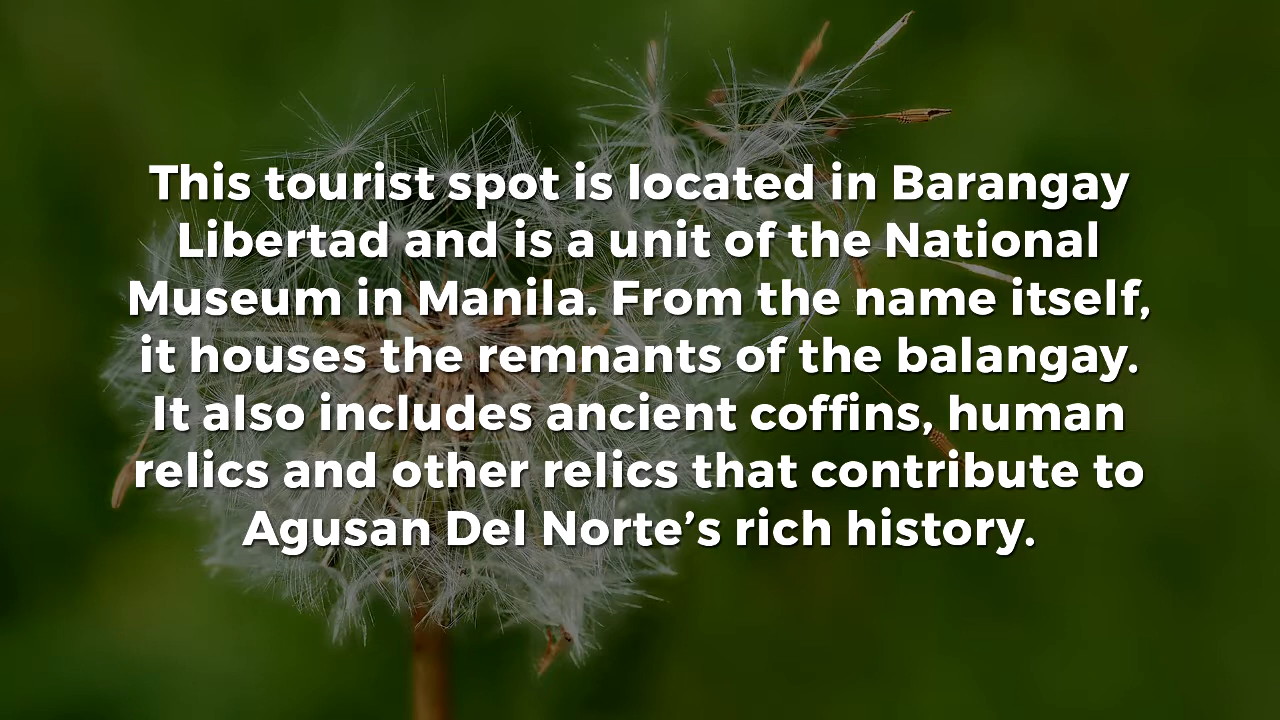 This tourist spot is located in Barangay
Libertad and is a unit of the National
Museum in Manila. From the name itself,
it houses the remnants of the balangay.
It also includes ancient coffins, human
relics and other relics that contribute to
Agusan Del Norte’s rich history.